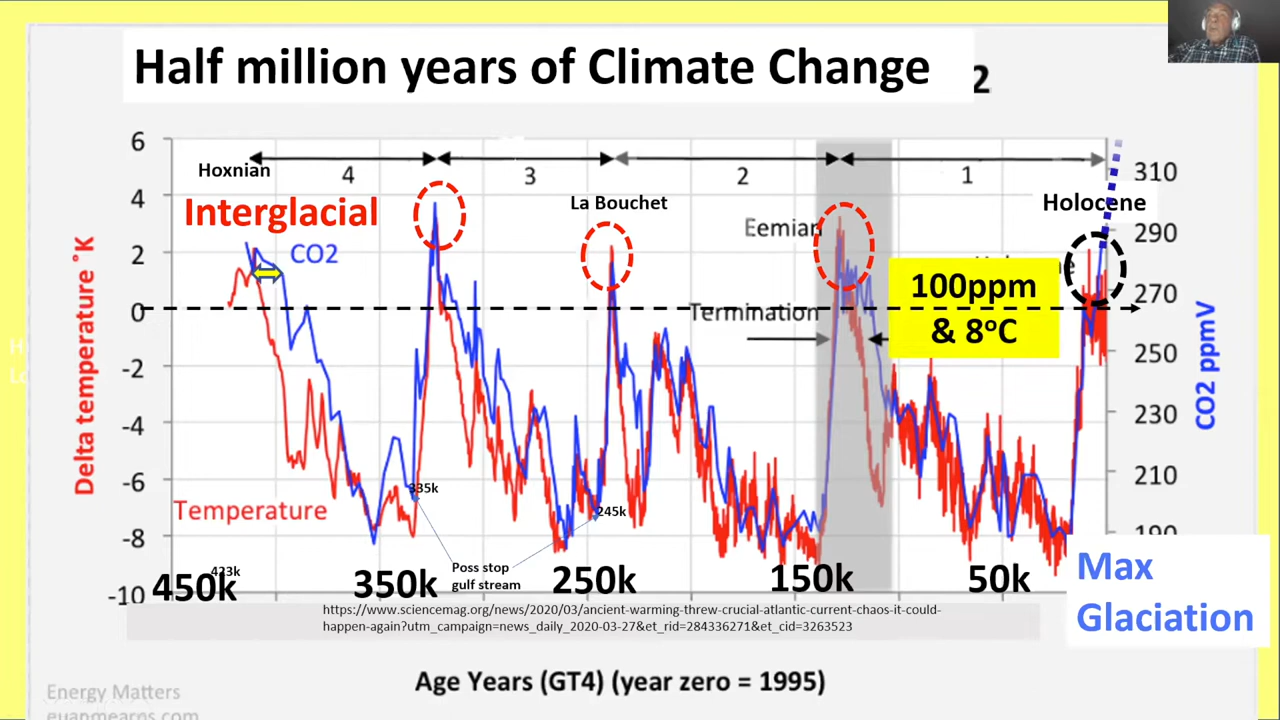 Half million years of Climate Change
2
6
4
2
0
-2
-4
-6
-8
-10
Delta temperature °K
Hoxnian
4
3
2
1
Interglacial
CO2
La Bouchet
Eemian
Termination
Holocene
100ppm
& 8°C
310
290
270
250
230
210
190
CO2 ppmV
Temperature
335k
245k
Poss stop
gulf stream
423k
450k
350k
250k
150k
50k
Max
Glaciation
https://www.sciencemag.org/news/2020/03/ancient-warming-threw-crucial-atlantic-current-chaos-it-could-
happen-again?utm_campaign=news_daily_2020-03-27&et_rid=284336271&et_cid=3263523
Age Years (GT4) (year zero = 1995)
Energy Matters
euanmearns.com